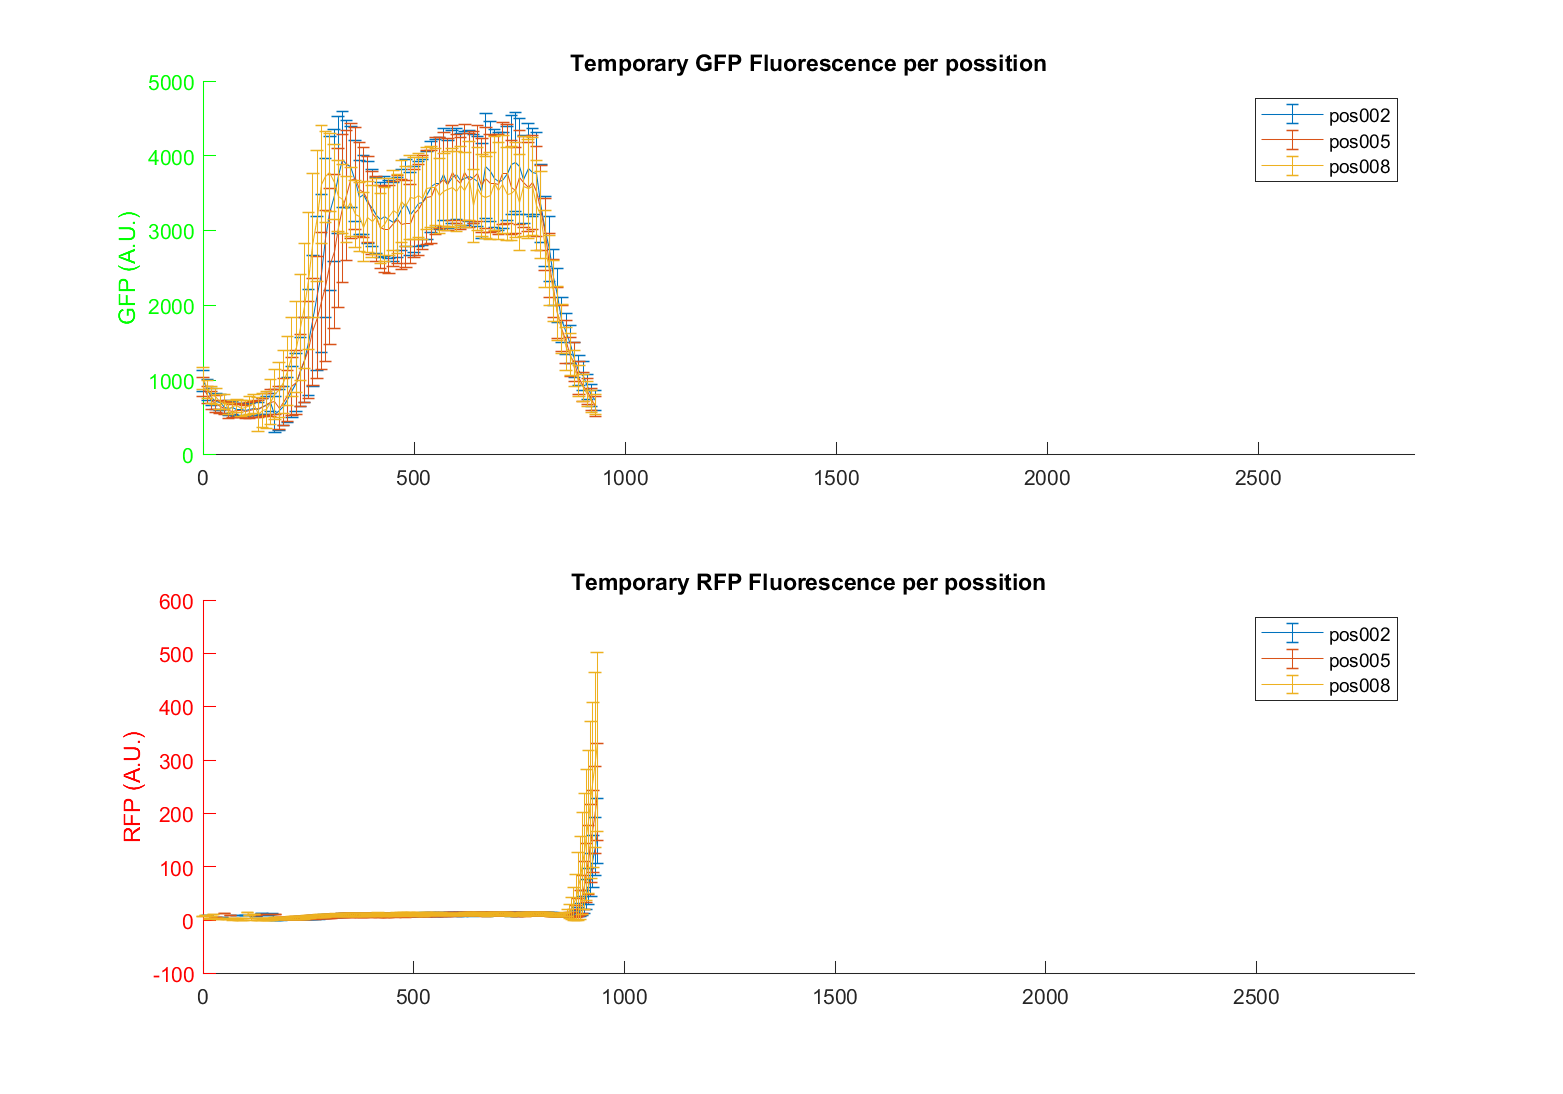 Temporary GFP Fluorescence per possition
GFP (A.U.)
5000
4000
3000
2000
1000
0
0 500 1000 1500 2000 2500
pos002
pos005
pos008
Temporary RFP Fluorescence per possition
RFP (A.U.)
600
500
400
300
200
100
0
-100
0 500 1000 1500 2000 2500
pos002
pos005
pos008